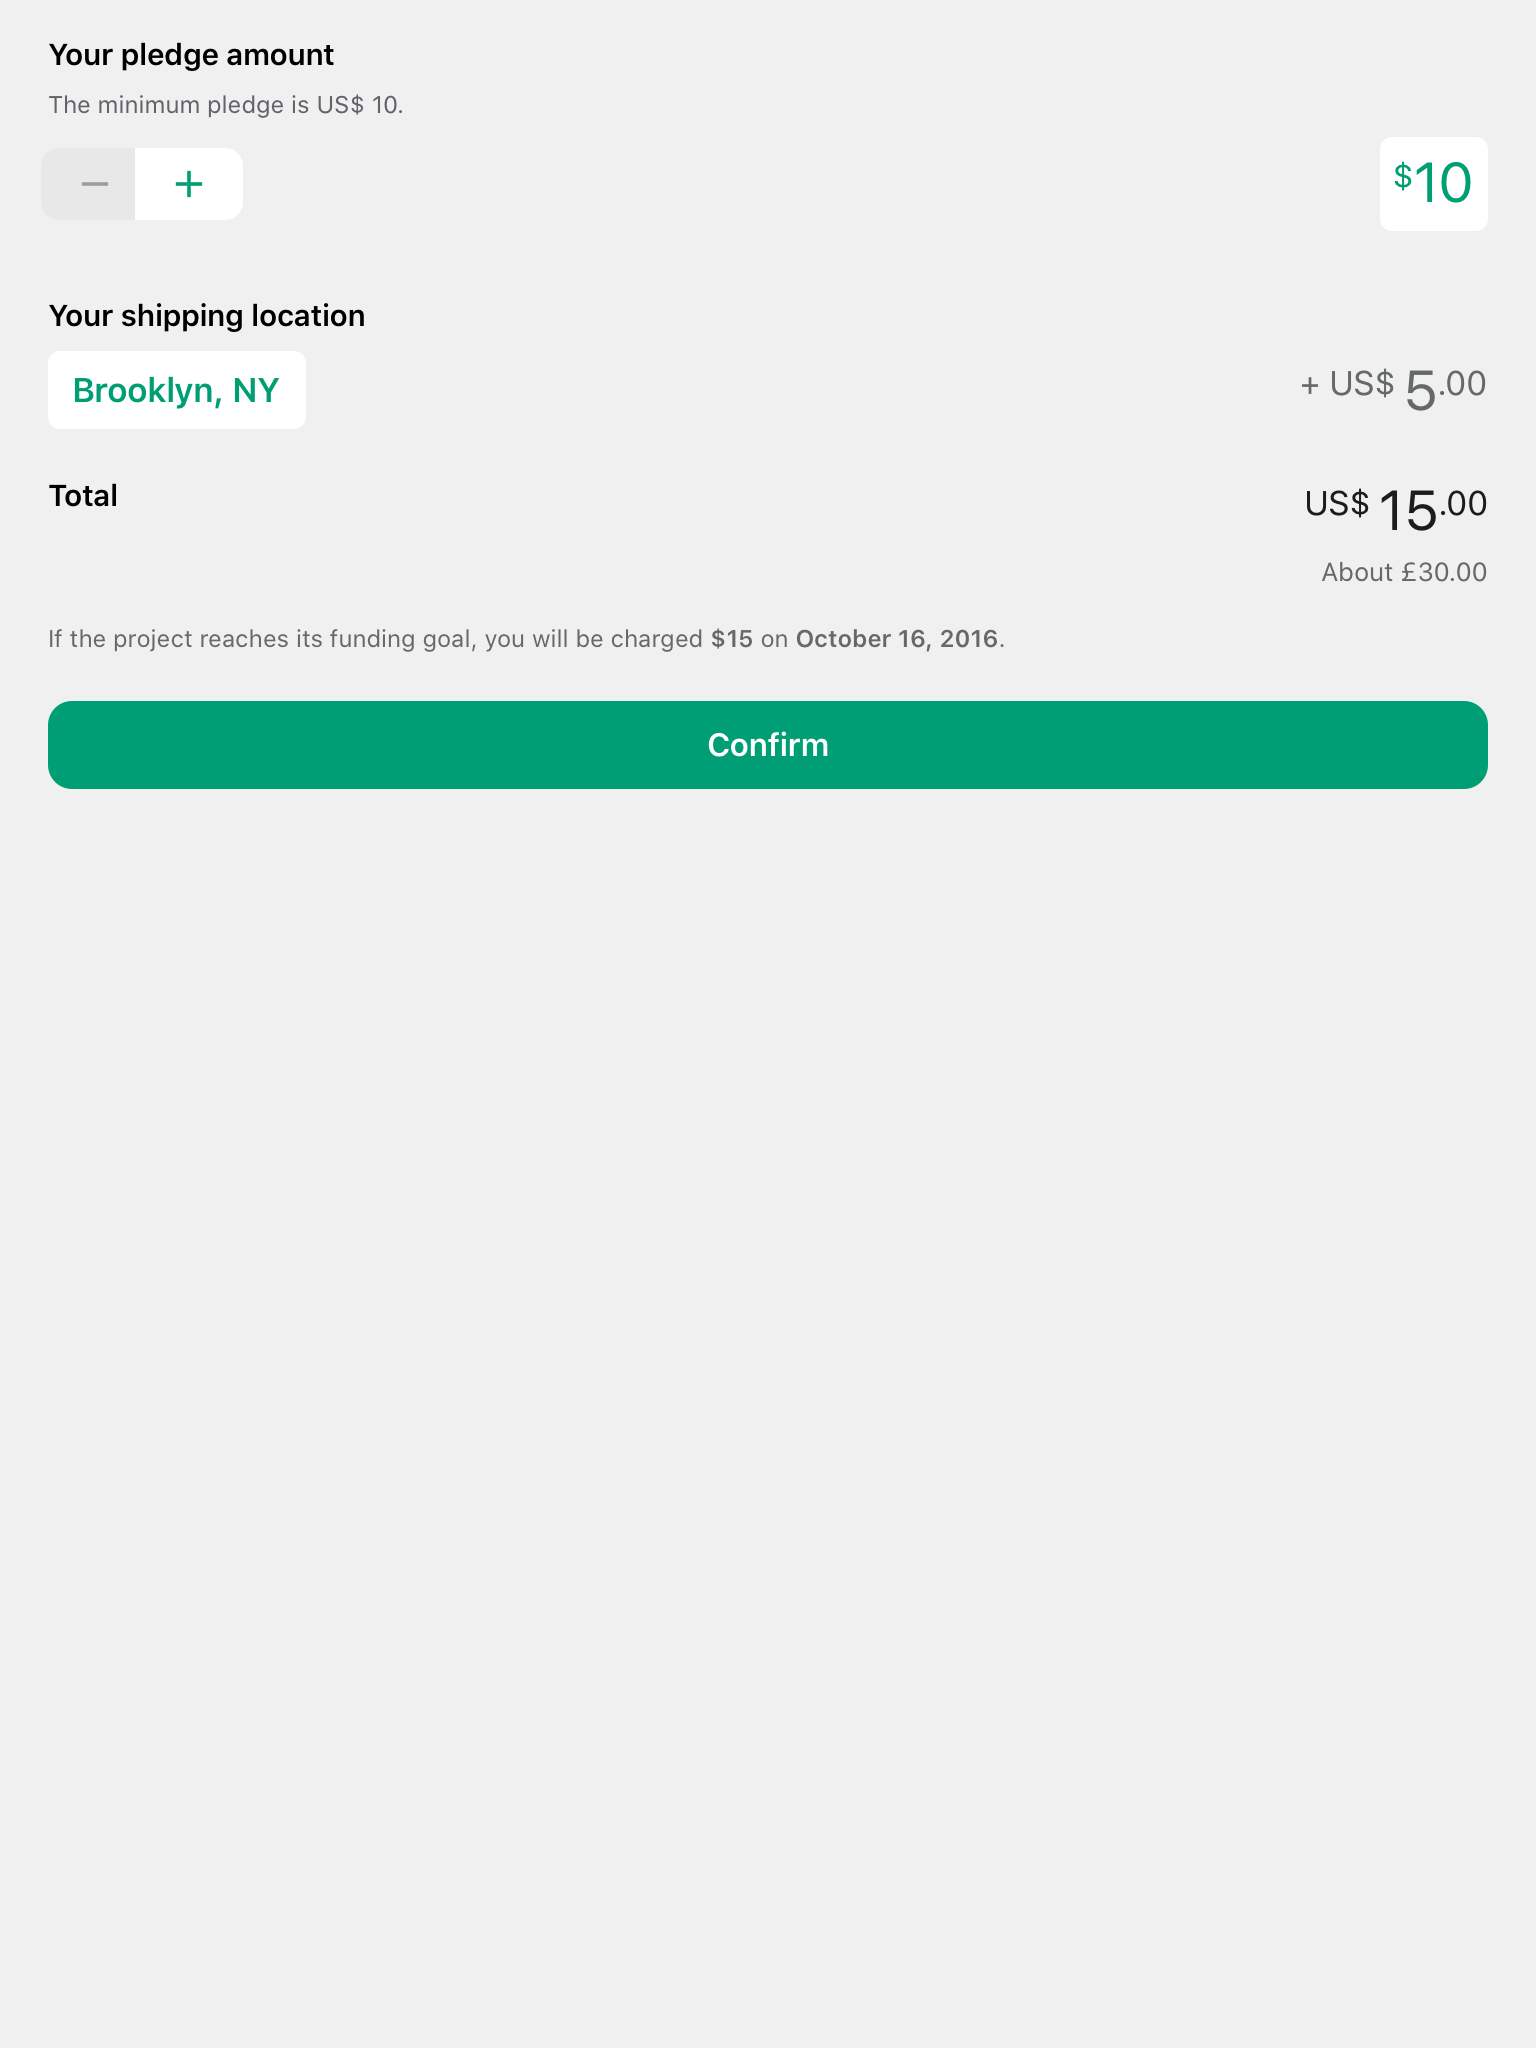 Your pledge amount
The minimum pledge is US$ 10.
$10
Your shipping location
Brooklyn, NY
+ US$ 5.00
Total
US$ 15.00
About £30.00
If the project reaches its funding goal, you will be charged $15 on October 16, 2016.
Confirm